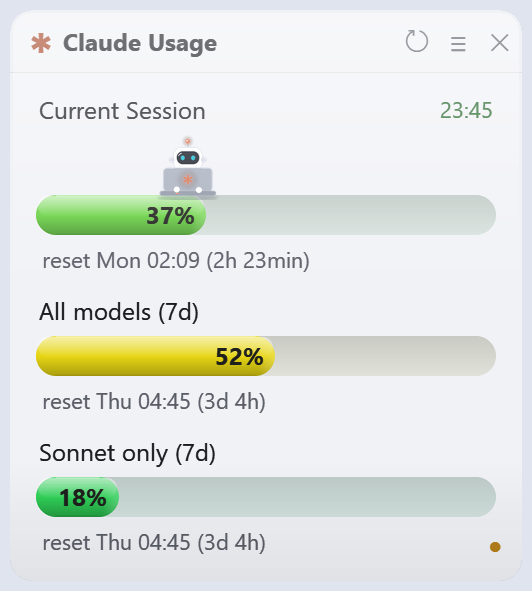 Claude Usage
Current Session
23:45
37%
reset Mon 02:09 (2h 23min)
All models (7d)
52%
reset Thu 04:45 (3d 4h)
Sonnet only (7d)
18%
reset Thu 04:45 (3d 4h)